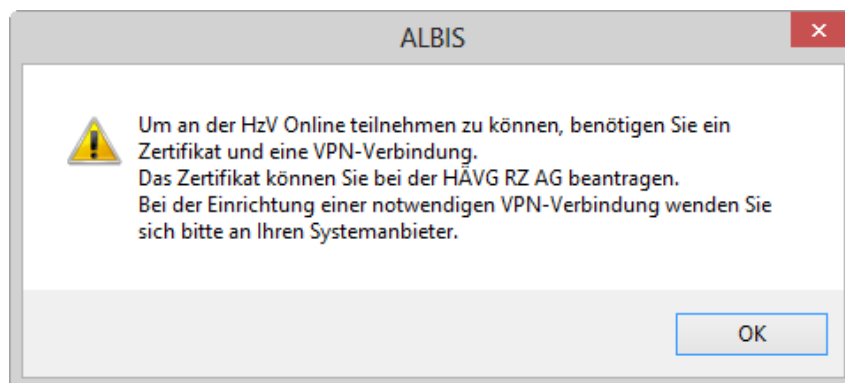 ALBIS
Um an der HzV Online teilnehmen zu können, benötigen Sie ein
Zertifikat und eine VPN-Verbindung.
Das Zertifikat können Sie bei der HÄVG RZ AG beantragen.
Bei der Einrichtung einer notwendigen VPN-Verbindung wenden Sie
sich bitte an Ihren Systemanbieter.
OK